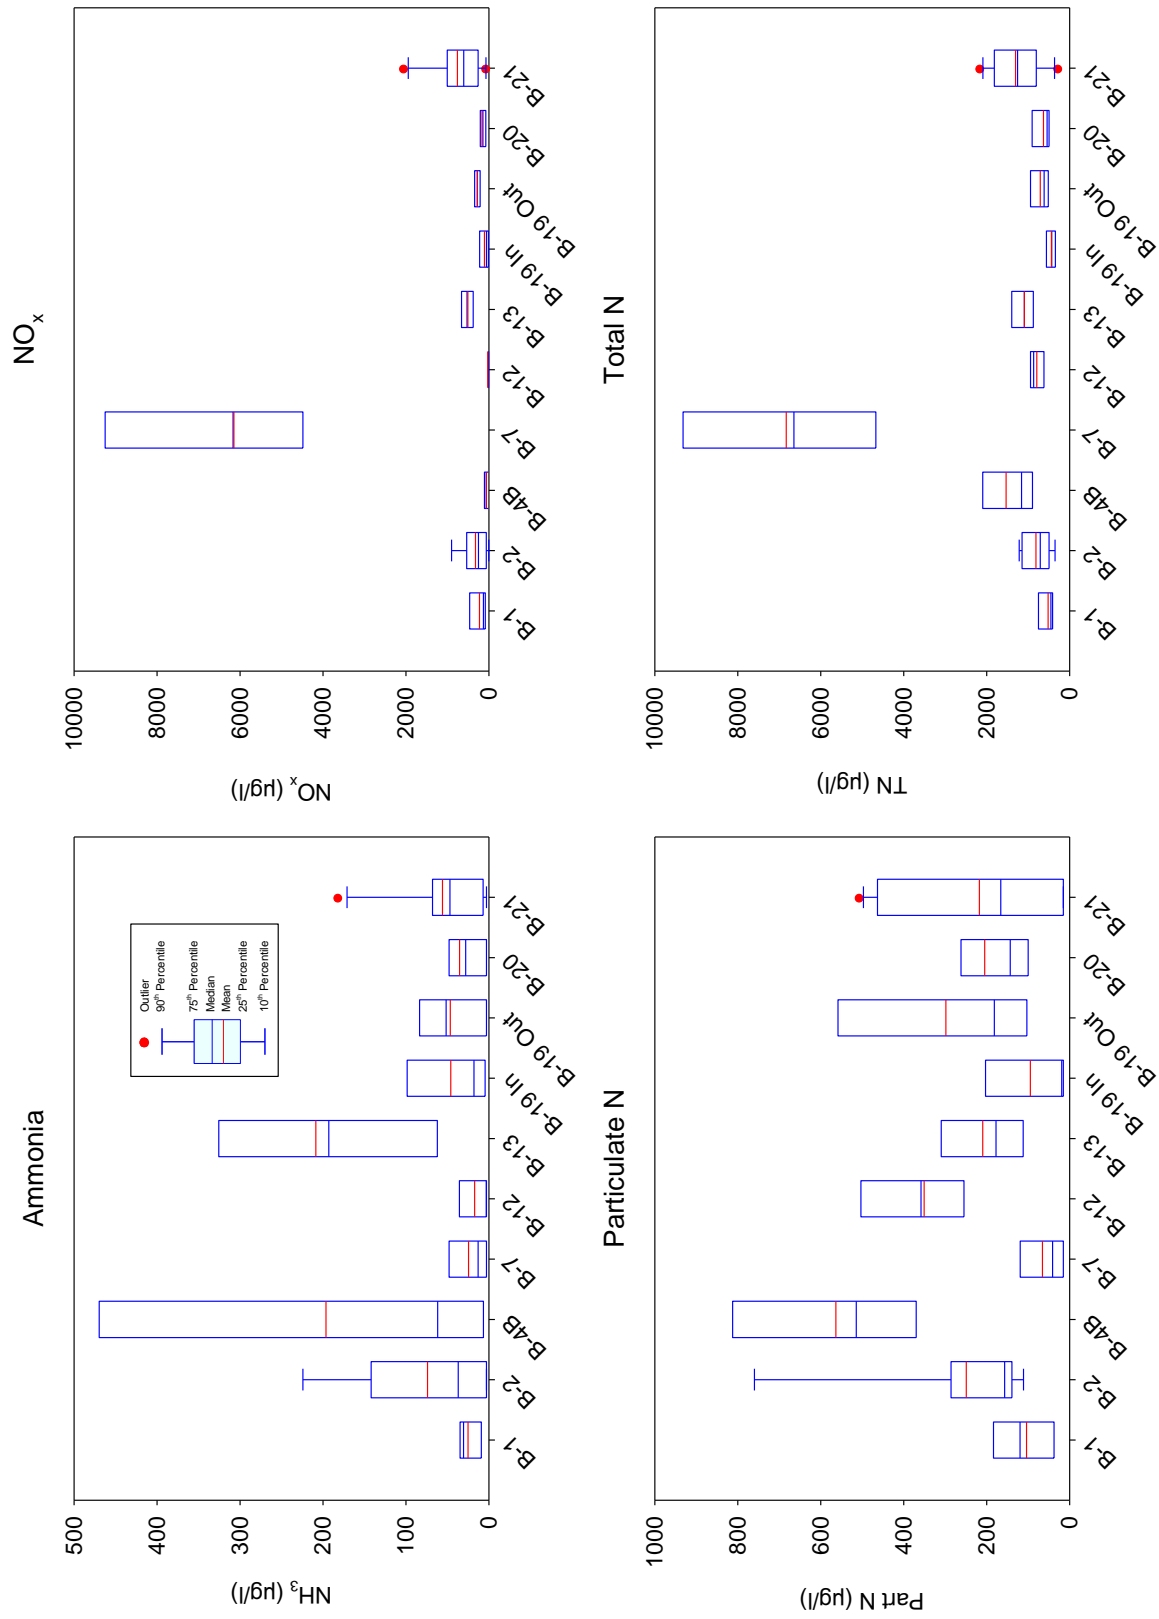 Ammonia
NH3 (µg/l)
500
400
300
200
100
0
B-1
B-2
B-4B
B-7
B-12
B-13
B-19 In
B-19 Out
B-20
B-21
Outlier
90th Percentile
75th Percentile
Median
Mean
25th Percentile
10th Percentile
NOx
NOx (µg/l)
10000
8000
6000
4000
2000
0
B-1
B-2
B-4B
B-7
B-12
B-13
B-19 In
B-19 Out
B-20
B-21
Particulate N
Part N (µg/l)
1000
800
600
400
200
0
B-1
B-2
B-4B
B-7
B-12
B-13
B-19 In
B-19 Out
B-20
B-21
Total N
TN (µg/l)
10000
8000
6000
4000
2000
0
B-1
B-2
B-4B
B-7
B-12
B-13
B-19 In
B-19 Out
B-20
B-21